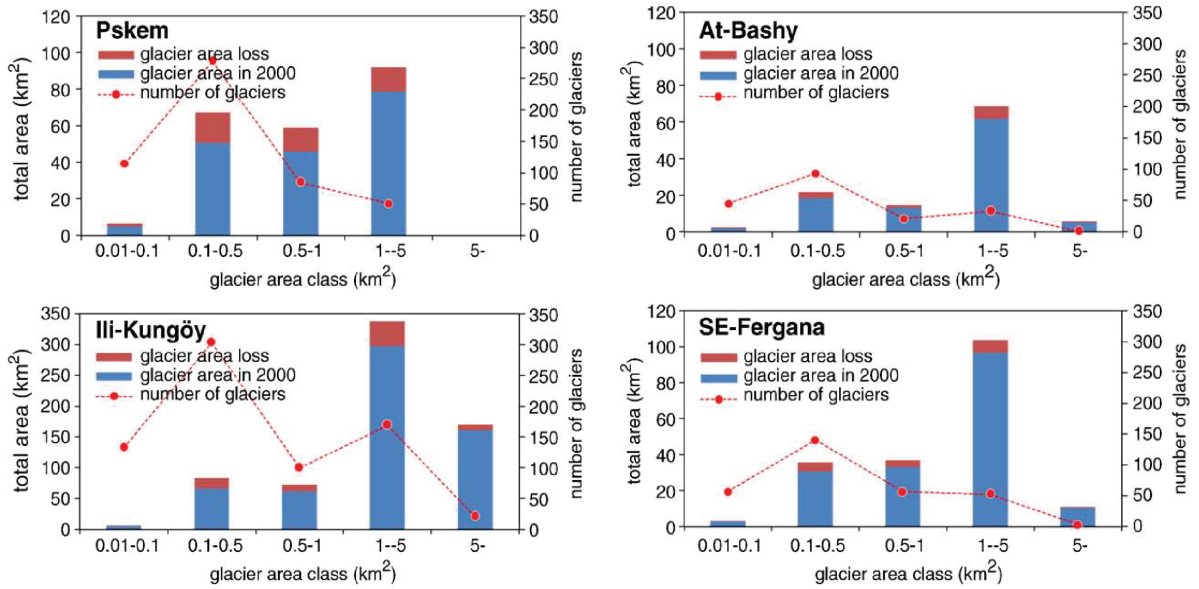 Pskem
glacier area loss
glacier area in 2000
number of glaciers
total area (km²)
120
100
80
60
40
20
0
350
300
250
200
150
100
50
0
number of glaciers
0.01-0.1 0.1-0.5 0.5-1 1--5 5-
glacier area class (km²)
At-Bashy
glacier area loss
glacier area in 2000
number of glaciers
total area (km²)
120
100
80
60
40
20
0
350
300
250
200
150
100
50
0
number of glaciers
0.01-0.1 0.1-0.5 0.5-1 1--5 5-
glacier area class (km²)
Ili-Kungöy
glacier area loss
glacier area in 2000
number of glaciers
total area (km²)
350
300
250
200
150
100
50
0
350
300
250
200
150
100
50
0
number of glaciers
0.01-0.1 0.1-0.5 0.5-1 1--5 5-
glacier area class (km²)
SE-Fergana
glacier area loss
glacier area in 2000
number of glaciers
total area (km²)
120
100
80
60
40
20
0
350
300
250
200
150
100
50
0
number of glaciers
0.01-0.1 0.1-0.5 0.5-1 1--5 5-
glacier area class (km²)